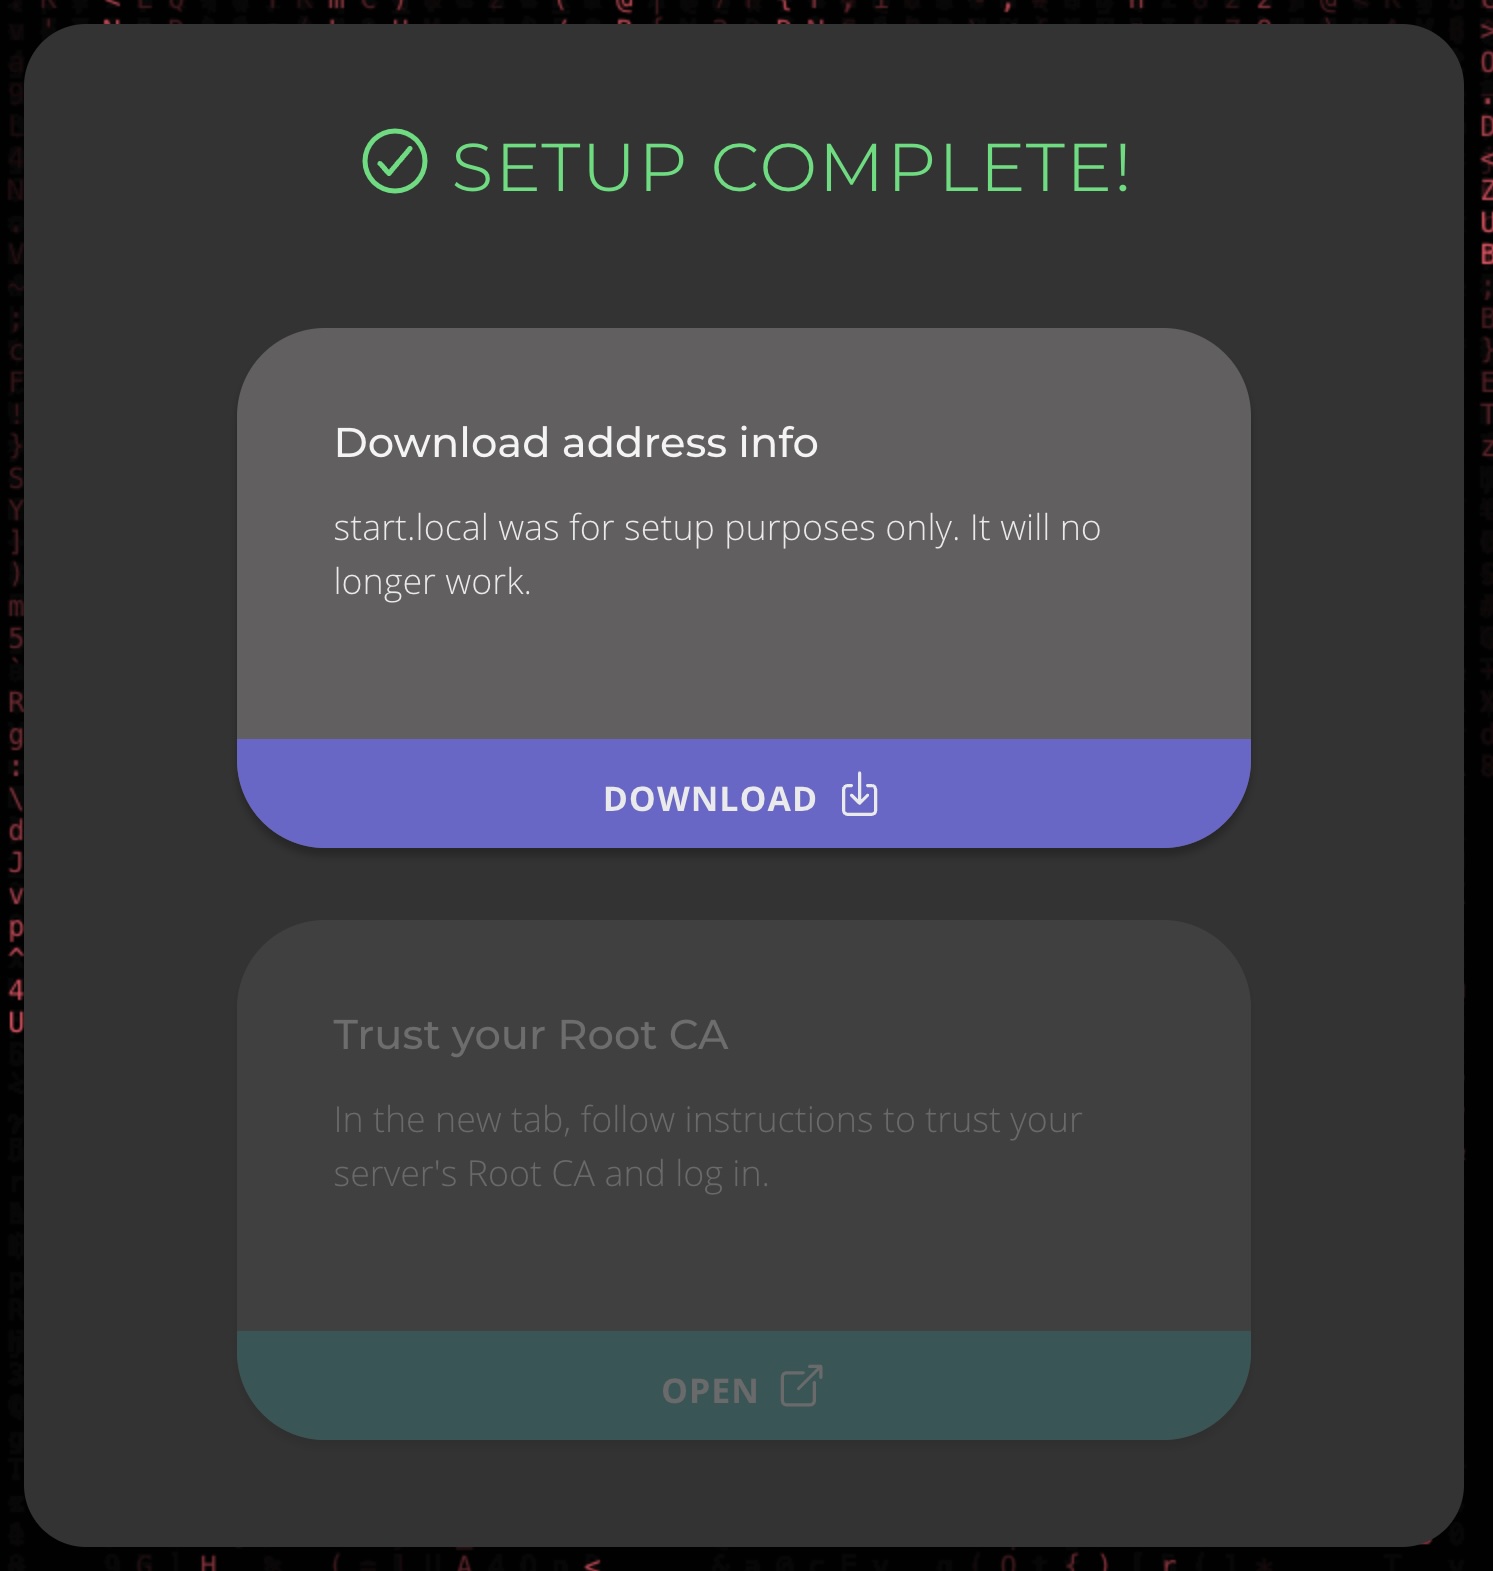 SETUP COMPLETE!
Download address info
start.local was for setup purposes only. It will no
longer work.
DOWNLOAD
Trust your Root CA
In the new tab, follow instructions to trust your
server's Root CA and log in.
OPEN